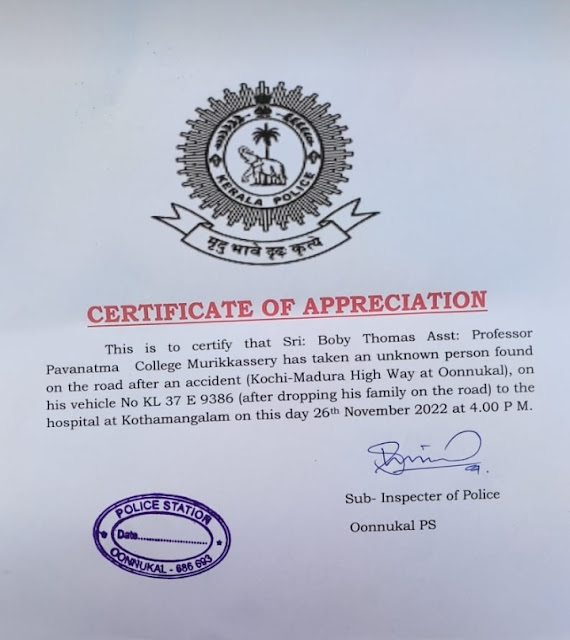 KERALA POLICE
मृदु भावे दृढ कृत्ये
CERTIFICATE OF APPRECIATION
This is to certify that Sri: Boby Thomas Asst: Professor
Pavanatma College Murikkassery has taken an unknown person found
on the road after an accident (Kochi-Madura High Way at Oonnukal), on
his vehicle No KL 37 E 9386 (after dropping his family on the road) to the
hospital at Kothamangalam on this day 26th November 2022 at 4.00 P M.
Sub- Inspecter of Police
Oonnukal PS
POLICE STATION
Date..........................
OONNUKAL - 686 693